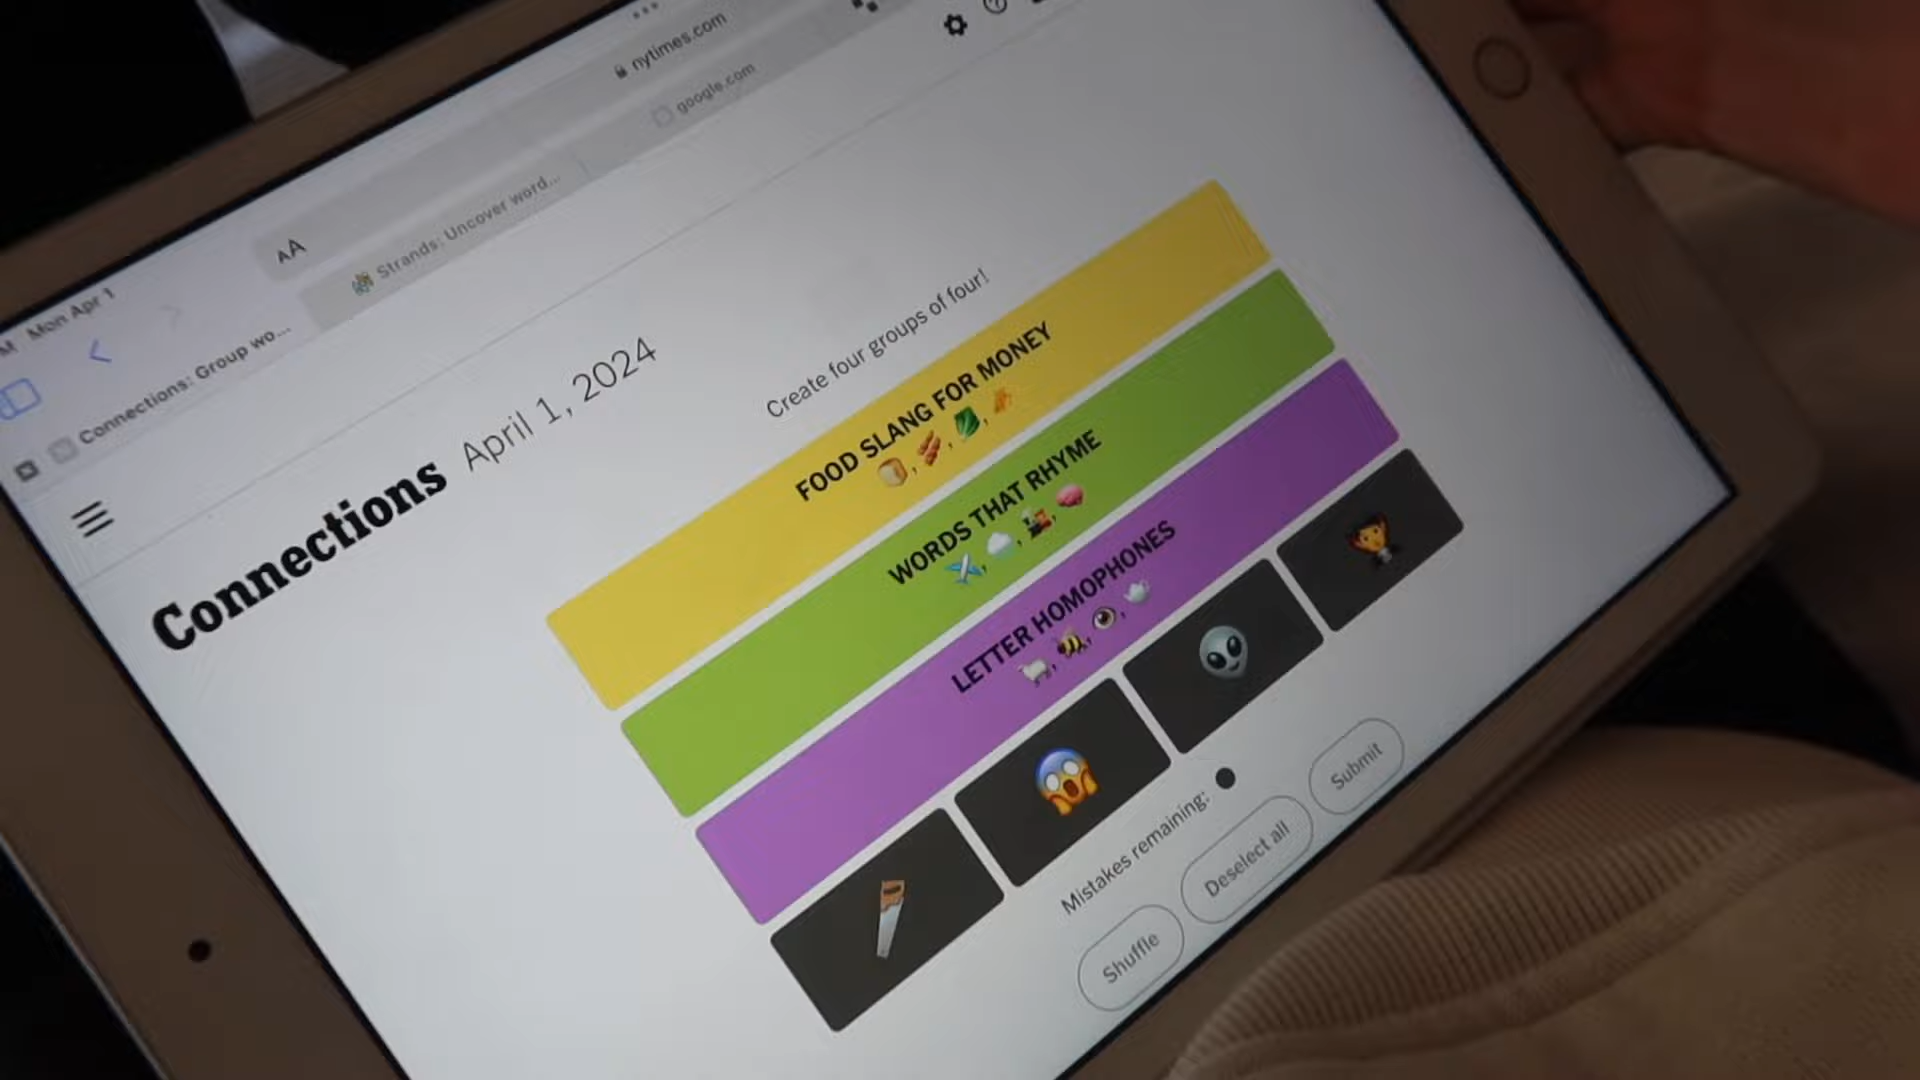 nytimes.com
google.com
AA
Strands: Uncover word...
Mon Apr 1
Connections: Group wo...
Connections April 1, 2024
Create four groups of four!
FOOD SLANG FOR MONEY
WORDS THAT RHYME
LETTER HOMOPHONES
Mistakes remaining:
Shuffle
Deselect all
Submit